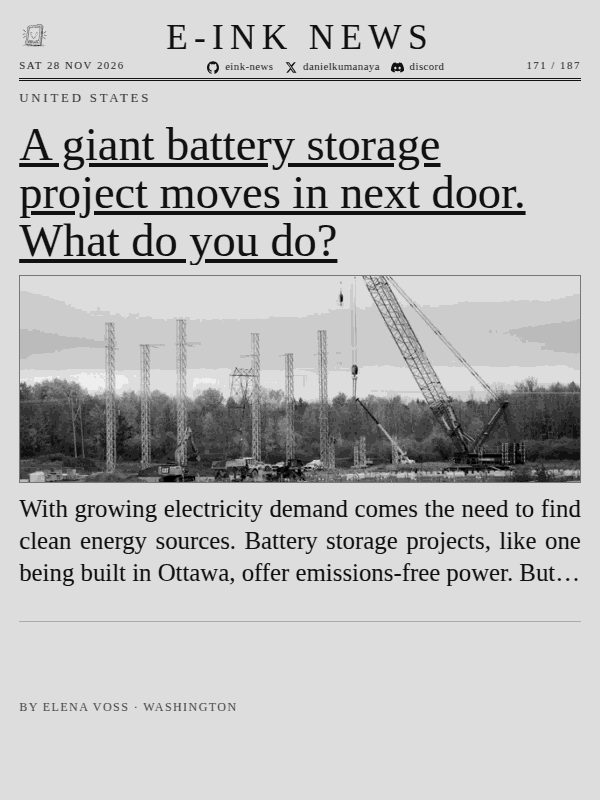 E-INK NEWS
SAT 28 NOV 2026
eink-news
danielkumanaya
discord
171 / 187
UNITED STATES
A giant battery storage
project moves in next door.
What do you do?
With growing electricity demand comes the need to find
clean energy sources. Battery storage projects, like one
being built in Ottawa, offer emissions-free power. But…
BY ELENA VOSS · WASHINGTON